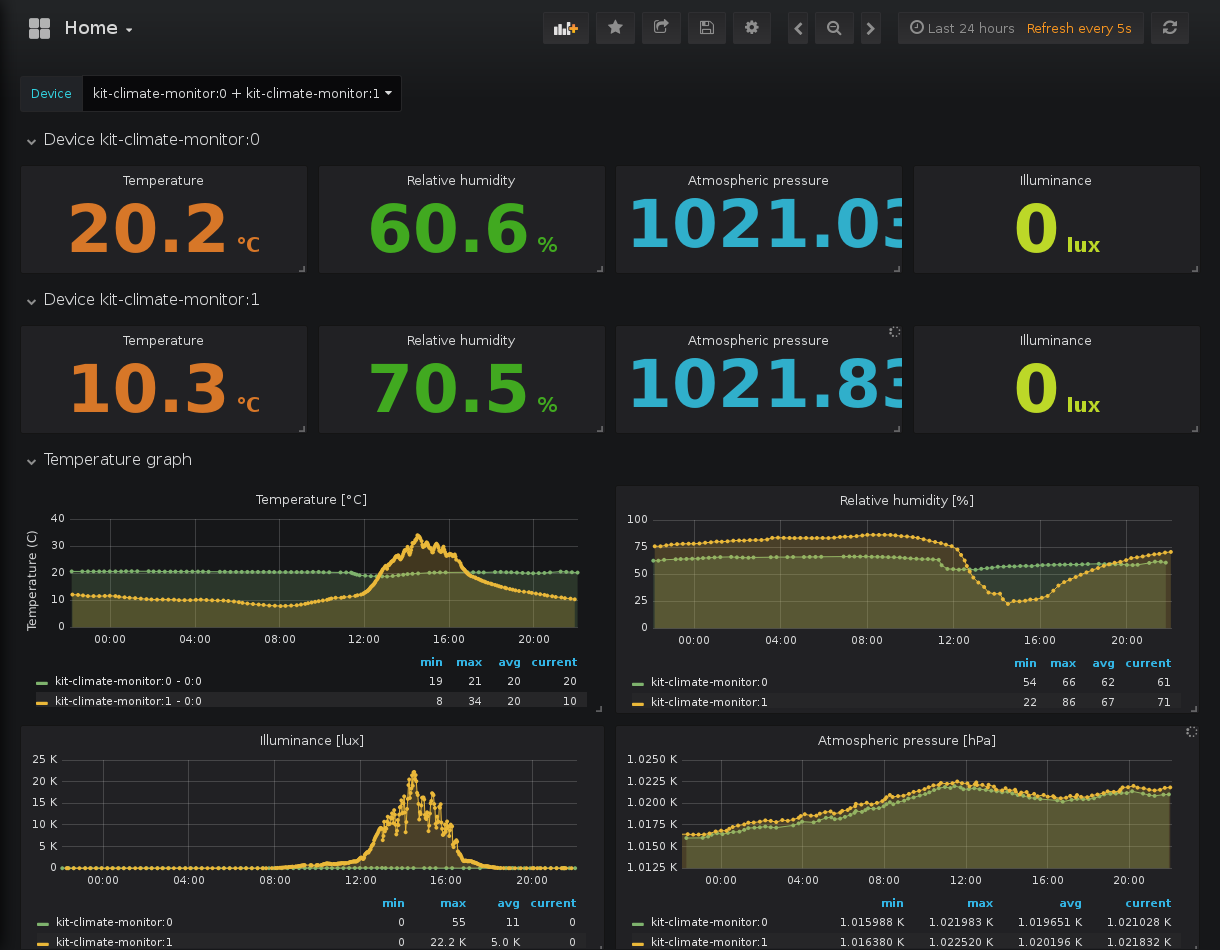 Home
Last 24 hours Refresh every 5s
Device kit-climate-monitor:0 + kit-climate-monitor:1
Device kit-climate-monitor:0
Temperature Relative humidity Atmospheric pressure Illuminance
20.2 °C 60.6 % 1021.03 0 lux
Device kit-climate-monitor:1
Temperature Relative humidity Atmospheric pressure Illuminance
10.3 °C 70.5 % 1021.83 0 lux
Temperature graph
Temperature [°C]
Temperature (C)
40
30
20
10
0
00:00 04:00 08:00 12:00 16:00 20:00
min max avg current
kit-climate-monitor:0 - 0:0 19 21 20 20
kit-climate-monitor:1 - 0:0 8 34 20 10
Relative humidity [%]
100
75
50
25
0
00:00 04:00 08:00 12:00 16:00 20:00
min max avg current
kit-climate-monitor:0 54 66 62 61
kit-climate-monitor:1 22 86 67 71
Illuminance [lux]
25 K
20 K
15 K
10 K
5 K
0
00:00 04:00 08:00 12:00 16:00 20:00
min max avg current
kit-climate-monitor:0 0 55 11 0
kit-climate-monitor:1 0 22.2 K 5.0 K 0
Atmospheric pressure [hPa]
1.0250 K
1.0225 K
1.0200 K
1.0175 K
1.0150 K
1.0125 K
00:00 04:00 08:00 12:00 16:00 20:00
min max avg current
kit-climate-monitor:0 1.015988 K 1.021983 K 1.019651 K 1.021028 K
kit-climate-monitor:1 1.016380 K 1.022520 K 1.020196 K 1.021832 K